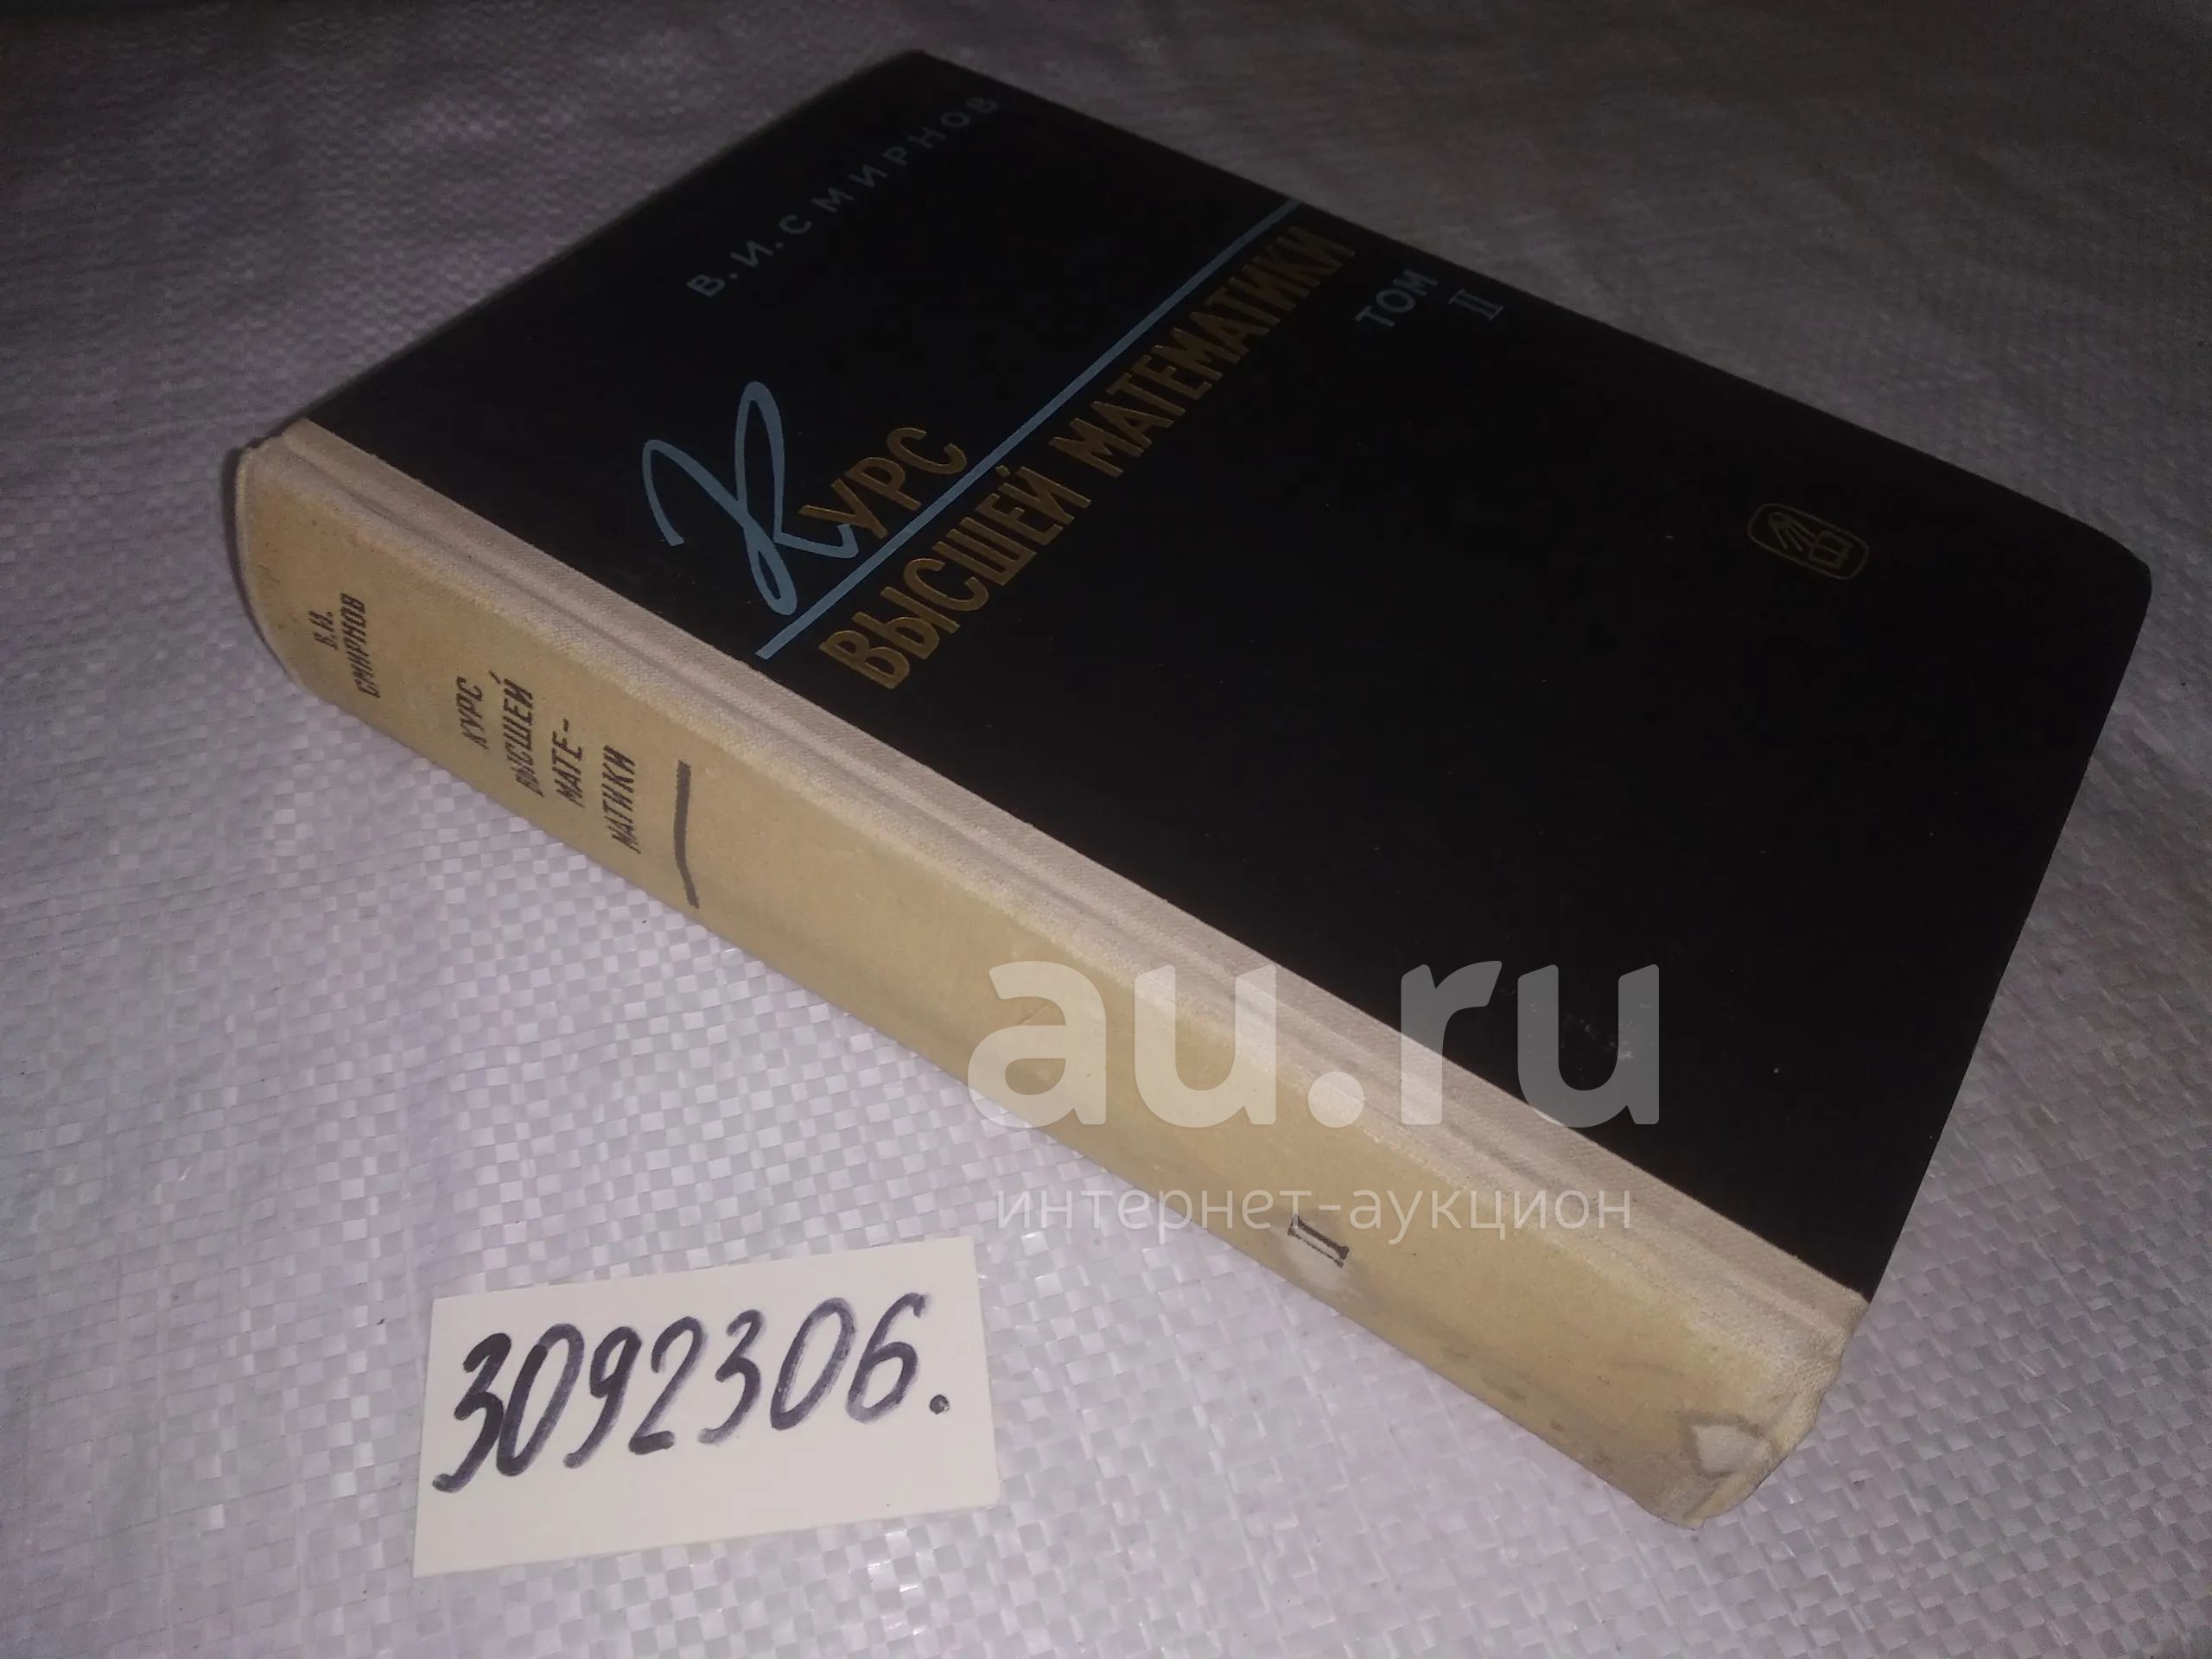 В. И. СМИРНОВ
КУРС
ВЫСШЕЙ МАТЕМАТИКИ
ТОМ
II
В.И.
СМИРНОВ
КУРС
ВЫСШЕЙ
МАТЕ-
МАТИКИ
II
au.ru
интернет-аукцион
3092306.